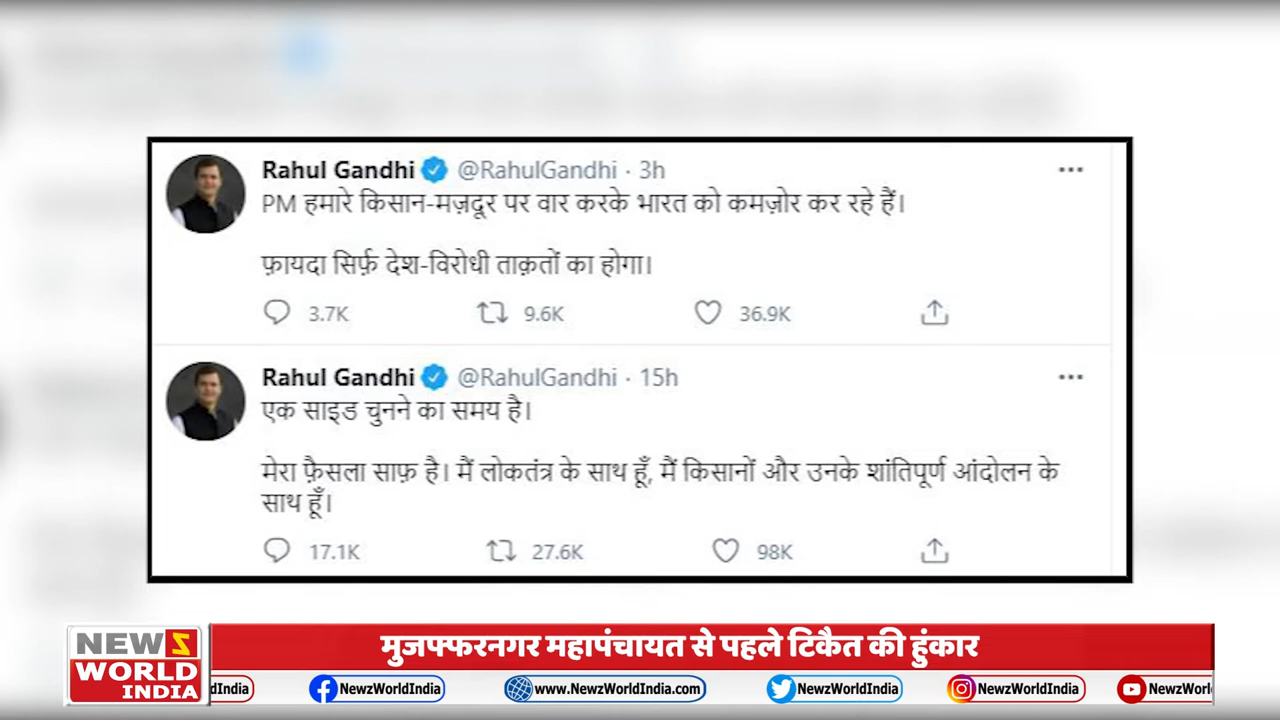 Rahul Gandhi @RahulGandhi · 3h
PM हमारे किसान-मज़दूर पर वार करके भारत को कमज़ोर कर रहे हैं।
फ़ायदा सिर्फ़ देश-विरोधी ताक़तों का होगा।
3.7K 9.6K 36.9K
Rahul Gandhi @RahulGandhi · 15h
एक साइड चुनने का समय है।
मेरा फ़ैसला साफ़ है। मैं लोकतंत्र के साथ हूँ, मैं किसानों और उनके शांतिपूर्ण आंदोलन के
साथ हूँ।
17.1K 27.6K 98K
मुजफ्फरनगर महापंचायत से पहले टिकैत की हुंकार
NEWZ
WORLD
INDIA
dIndia NewzWorldIndia www.NewzWorldIndia.com NewzWorldIndia NewzWorldIndia NewzWorl